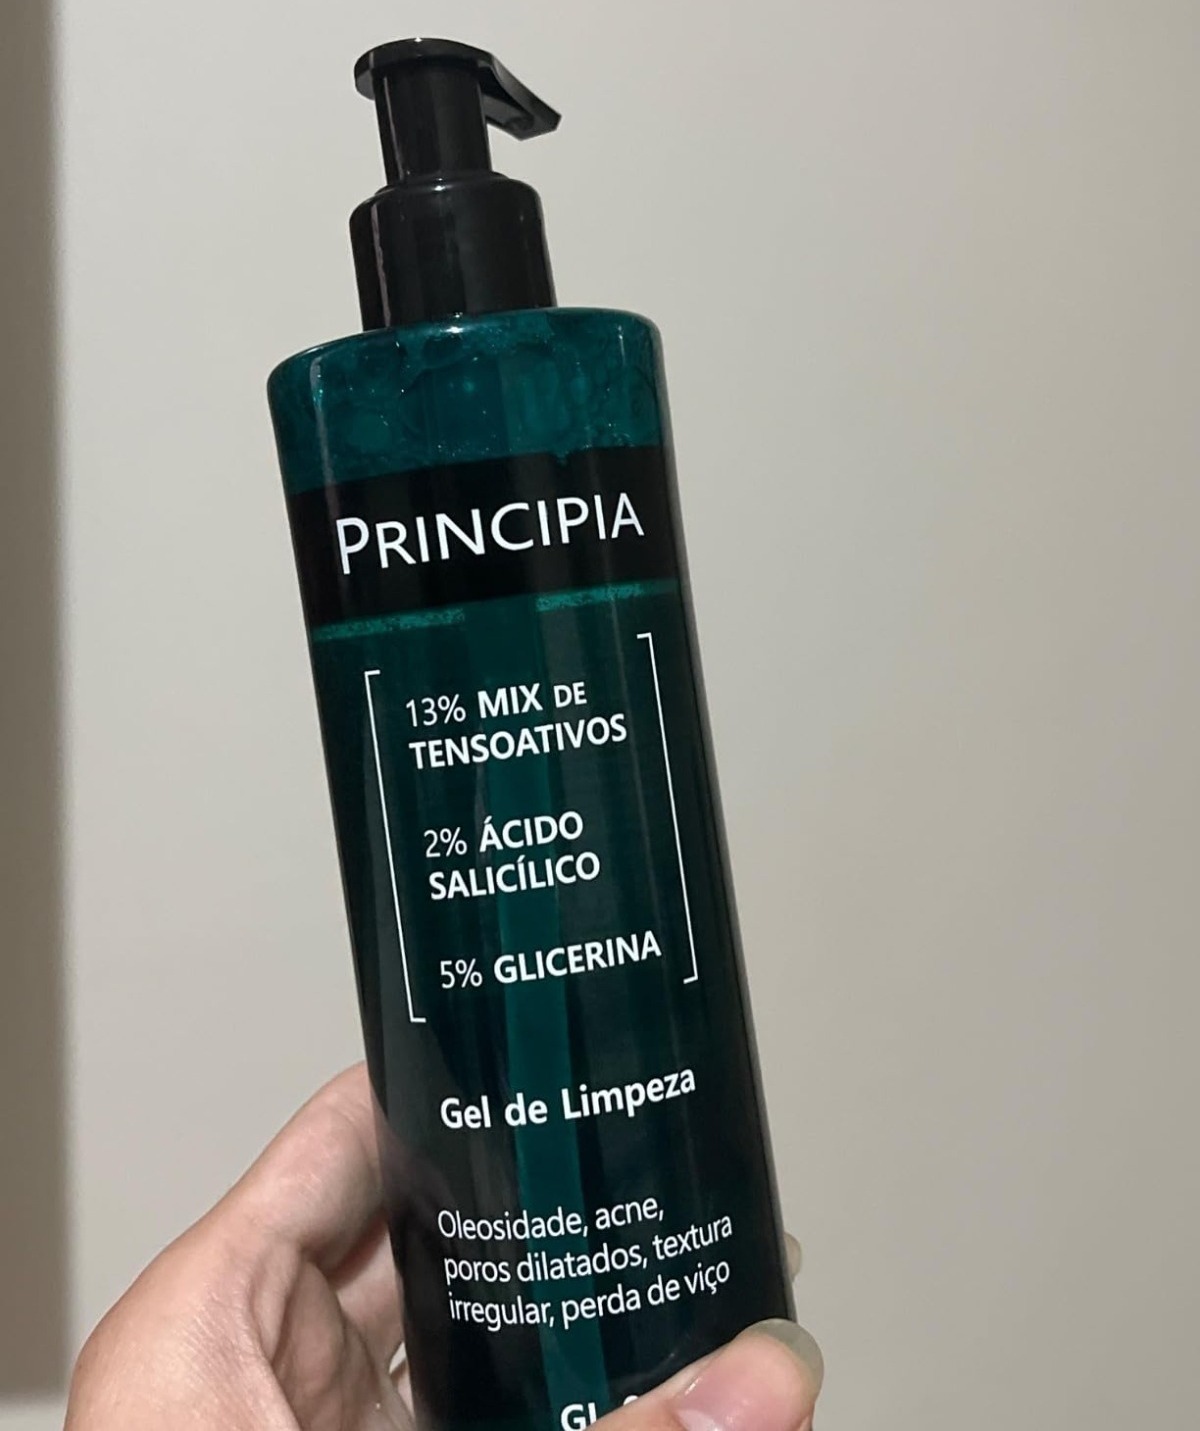 PRINCIPIA
13% MIX DE
TENSOATIVOS
2% ÁCIDO
SALICÍLICO
5% GLICERINA
Gel de Limpeza
Oleosidade, acne,
poros dilatados, textura
irregular, perda de viço